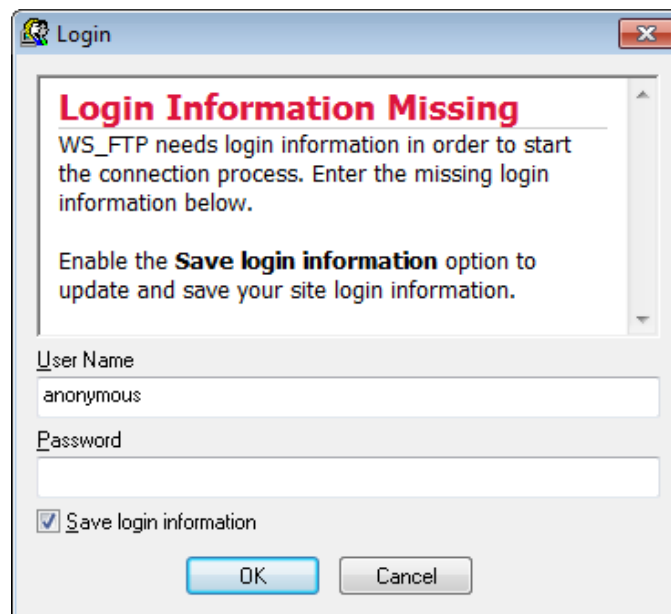 Login
Login Information Missing
WS_FTP needs login information in order to start
the connection process. Enter the missing login
information below.
Enable the Save login information option to
update and save your site login information.
User Name
anonymous
Password
Save login information
OK
Cancel